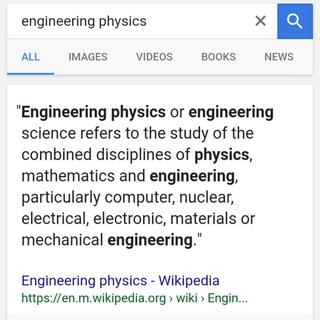 engineering physics
ALL IMAGES VIDEOS BOOKS NEWS
"Engineering physics or engineering
science refers to the study of the
combined disciplines of physics,
mathematics and engineering,
particularly computer, nuclear,
electrical, electronic, materials or
mechanical engineering."
Engineering physics - Wikipedia
https://en.m.wikipedia.org › wiki › Engin...